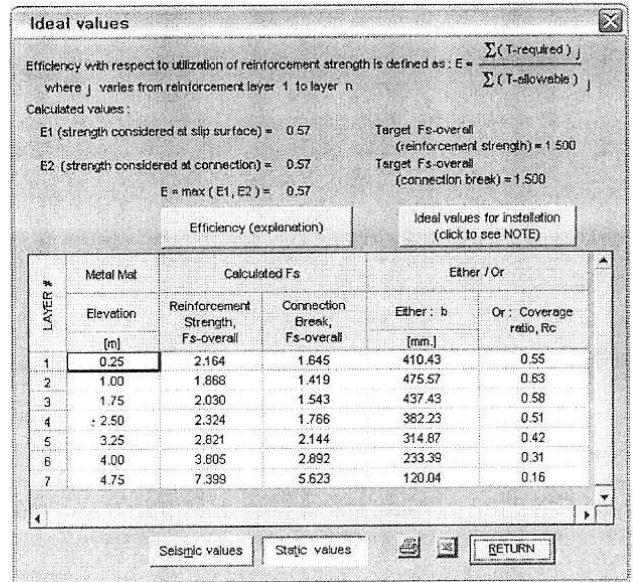 Ideal values
Efficiency with respect to utilization of reinforcement strength is defined as : E = ∑( T-required ) j / ∑( T-allowable ) j
where j varies from reinforcement layer 1 to layer n
Calculated values :
E1 (strength considered at slip surface) = 0.57 Target Fs-overall
(reinforcement strength) = 1.500
E2 (strength considered at connection) = 0.57 Target Fs-overall
(connection break) = 1.500
E = max ( E1, E2 ) = 0.57
Efficiency (explanation) Ideal values for installation
(click to see NOTE)
LAYER # Metal Mat Calculated Fs Either / Or
Elevation Reinforcement Strength, Fs-overall Connection Break, Fs-overall Either : b Or : Coverage ratio, Rc
[m] [mm.]
1 0.25 2.164 1.645 410.43 0.55
2 1.00 1.868 1.419 475.57 0.63
3 1.75 2.030 1.543 437.43 0.58
4 2.50 2.324 1.766 382.23 0.51
5 3.25 2.821 2.144 314.87 0.42
6 4.00 3.805 2.892 233.39 0.31
7 4.75 7.399 5.623 120.04 0.16
Seismic values Static values RETURN